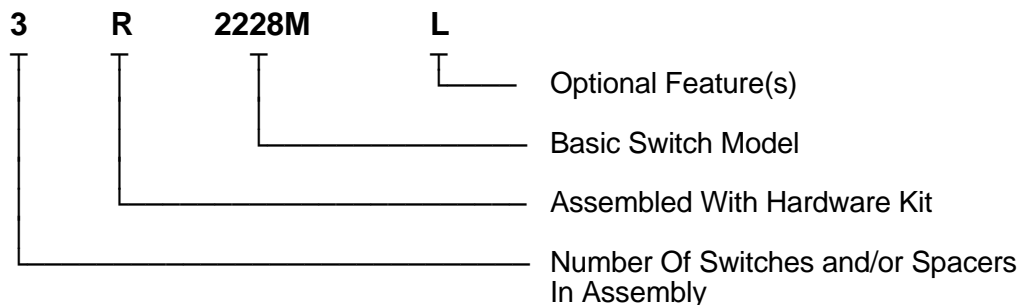 3 R 2228M L
Optional Feature(s)
Basic Switch Model
Assembled With Hardware Kit
Number Of Switches and/or Spacers
In Assembly